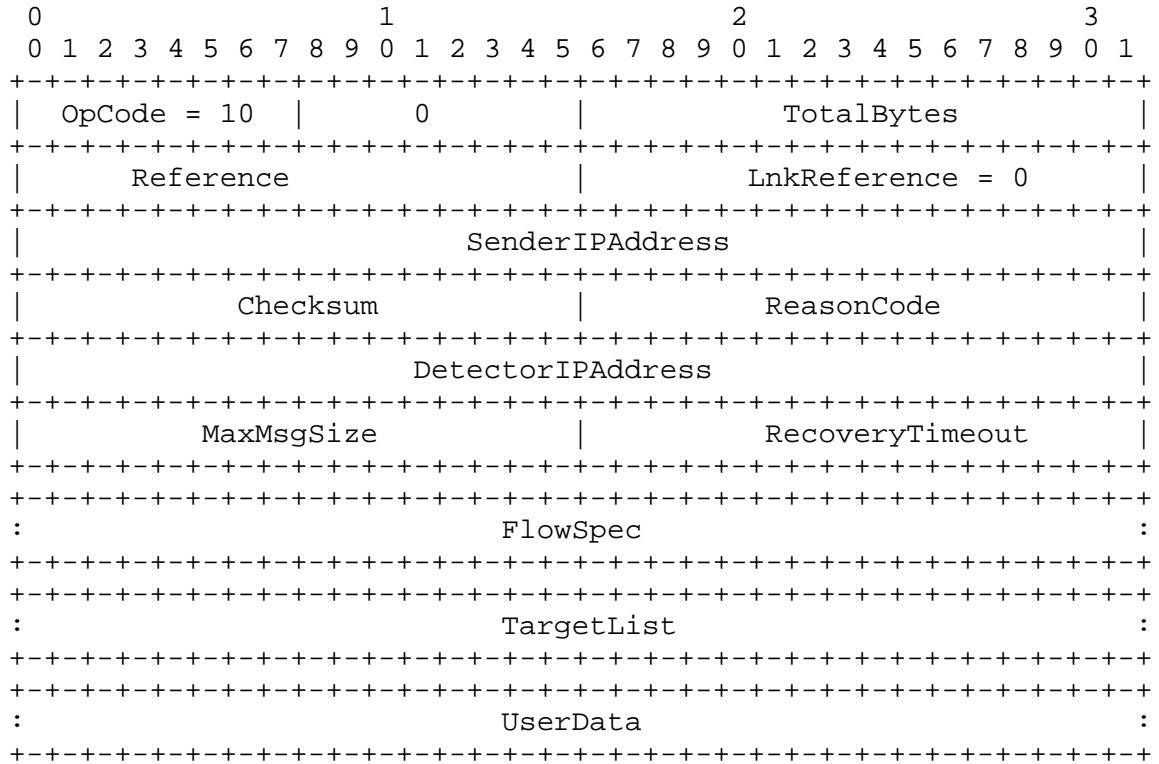 0                   1                   2                   3
 0 1 2 3 4 5 6 7 8 9 0 1 2 3 4 5 6 7 8 9 0 1 2 3 4 5 6 7 8 9 0 1
+-+-+-+-+-+-+-+-+-+-+-+-+-+-+-+-+-+-+-+-+-+-+-+-+-+-+-+-+-+-+-+-+
|  OpCode = 10  |      0        |           TotalBytes          |
+-+-+-+-+-+-+-+-+-+-+-+-+-+-+-+-+-+-+-+-+-+-+-+-+-+-+-+-+-+-+-+-+
|      Reference                |         LnkReference = 0      |
+-+-+-+-+-+-+-+-+-+-+-+-+-+-+-+-+-+-+-+-+-+-+-+-+-+-+-+-+-+-+-+-+
|                         SenderIPAddress                       |
+-+-+-+-+-+-+-+-+-+-+-+-+-+-+-+-+-+-+-+-+-+-+-+-+-+-+-+-+-+-+-+-+
|            Checksum           |          ReasonCode           |
+-+-+-+-+-+-+-+-+-+-+-+-+-+-+-+-+-+-+-+-+-+-+-+-+-+-+-+-+-+-+-+-+
|                      DetectorIPAddress                        |
+-+-+-+-+-+-+-+-+-+-+-+-+-+-+-+-+-+-+-+-+-+-+-+-+-+-+-+-+-+-+-+-+
|          MaxMsgSize           |          RecoveryTimeout      |
+-+-+-+-+-+-+-+-+-+-+-+-+-+-+-+-+-+-+-+-+-+-+-+-+-+-+-+-+-+-+-+-+
+-+-+-+-+-+-+-+-+-+-+-+-+-+-+-+-+-+-+-+-+-+-+-+-+-+-+-+-+-+-+-+-+
:                           FlowSpec                            :
+-+-+-+-+-+-+-+-+-+-+-+-+-+-+-+-+-+-+-+-+-+-+-+-+-+-+-+-+-+-+-+-+
+-+-+-+-+-+-+-+-+-+-+-+-+-+-+-+-+-+-+-+-+-+-+-+-+-+-+-+-+-+-+-+-+
:                           TargetList                          :
+-+-+-+-+-+-+-+-+-+-+-+-+-+-+-+-+-+-+-+-+-+-+-+-+-+-+-+-+-+-+-+-+
+-+-+-+-+-+-+-+-+-+-+-+-+-+-+-+-+-+-+-+-+-+-+-+-+-+-+-+-+-+-+-+-+
:                           UserData                            :
+-+-+-+-+-+-+-+-+-+-+-+-+-+-+-+-+-+-+-+-+-+-+-+-+-+-+-+-+-+-+-+-+